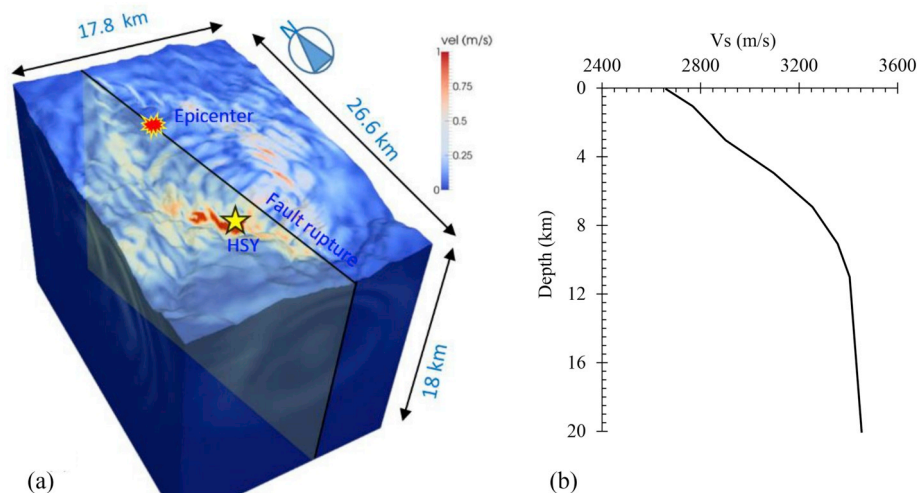 17.8 km
N
26.6 km
vel (m/s)
1
0.75
0.5
0.25
0
Epicenter
Fault rupture
HSY
18 km
(a)
Vs (m/s)
2400 2800 3200 3600
0
4
8
12
16
20
Depth (km)
(b)